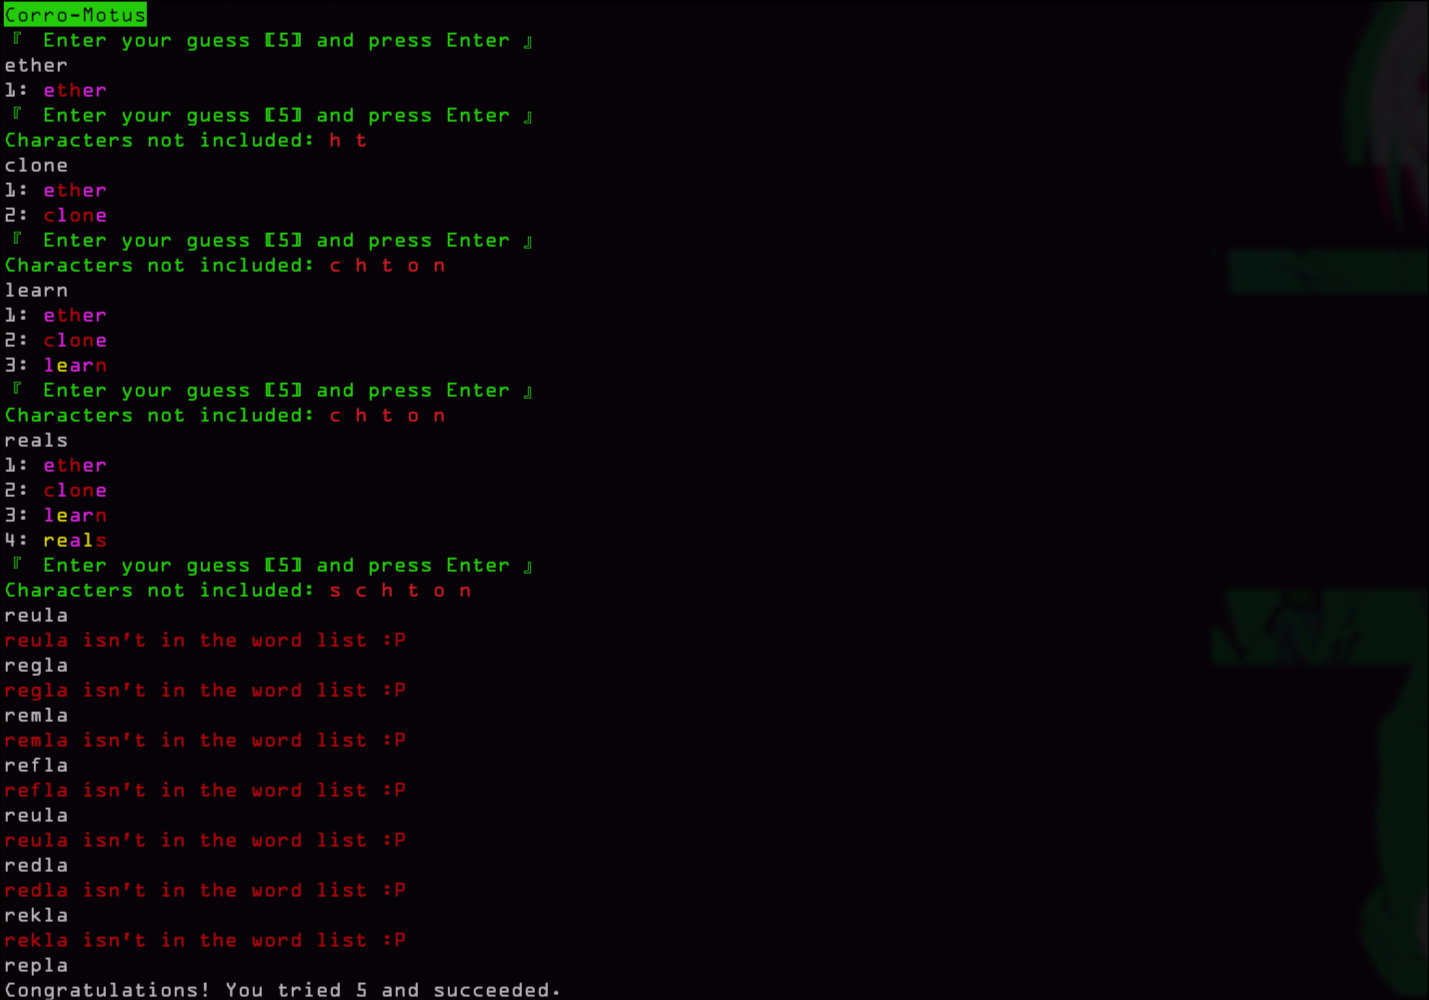 Corro-Motus
『 Enter your guess 〚5〛 and press Enter 』
ether
1: ether
『 Enter your guess 〚5〛 and press Enter 』
Characters not included: h t
clone
1: ether
2: clone
『 Enter your guess 〚5〛 and press Enter 』
Characters not included: c h t o n
learn
1: ether
2: clone
3: learn
『 Enter your guess 〚5〛 and press Enter 』
Characters not included: c h t o n
reals
1: ether
2: clone
3: learn
4: reals
『 Enter your guess 〚5〛 and press Enter 』
Characters not included: s c h t o n
reula
reula isn't in the word list :P
regla
regla isn't in the word list :P
remla
remla isn't in the word list :P
refla
refla isn't in the word list :P
reula
reula isn't in the word list :P
redla
redla isn't in the word list :P
rekla
rekla isn't in the word list :P
repla
Congratulations! You tried 5 and succeeded.